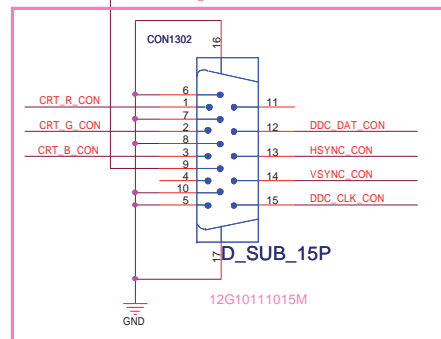 CON1302
16
6
CRT_R_CON
1
11
7
CRT_G_CON
2
12
DDC_DAT_CON
8
CRT_B_CON
3
13
HSYNC_CON
9
4
14
VSYNC_CON
10
5
15
DDC_CLK_CON
17
D_SUB_15P
12G10111015M
GND